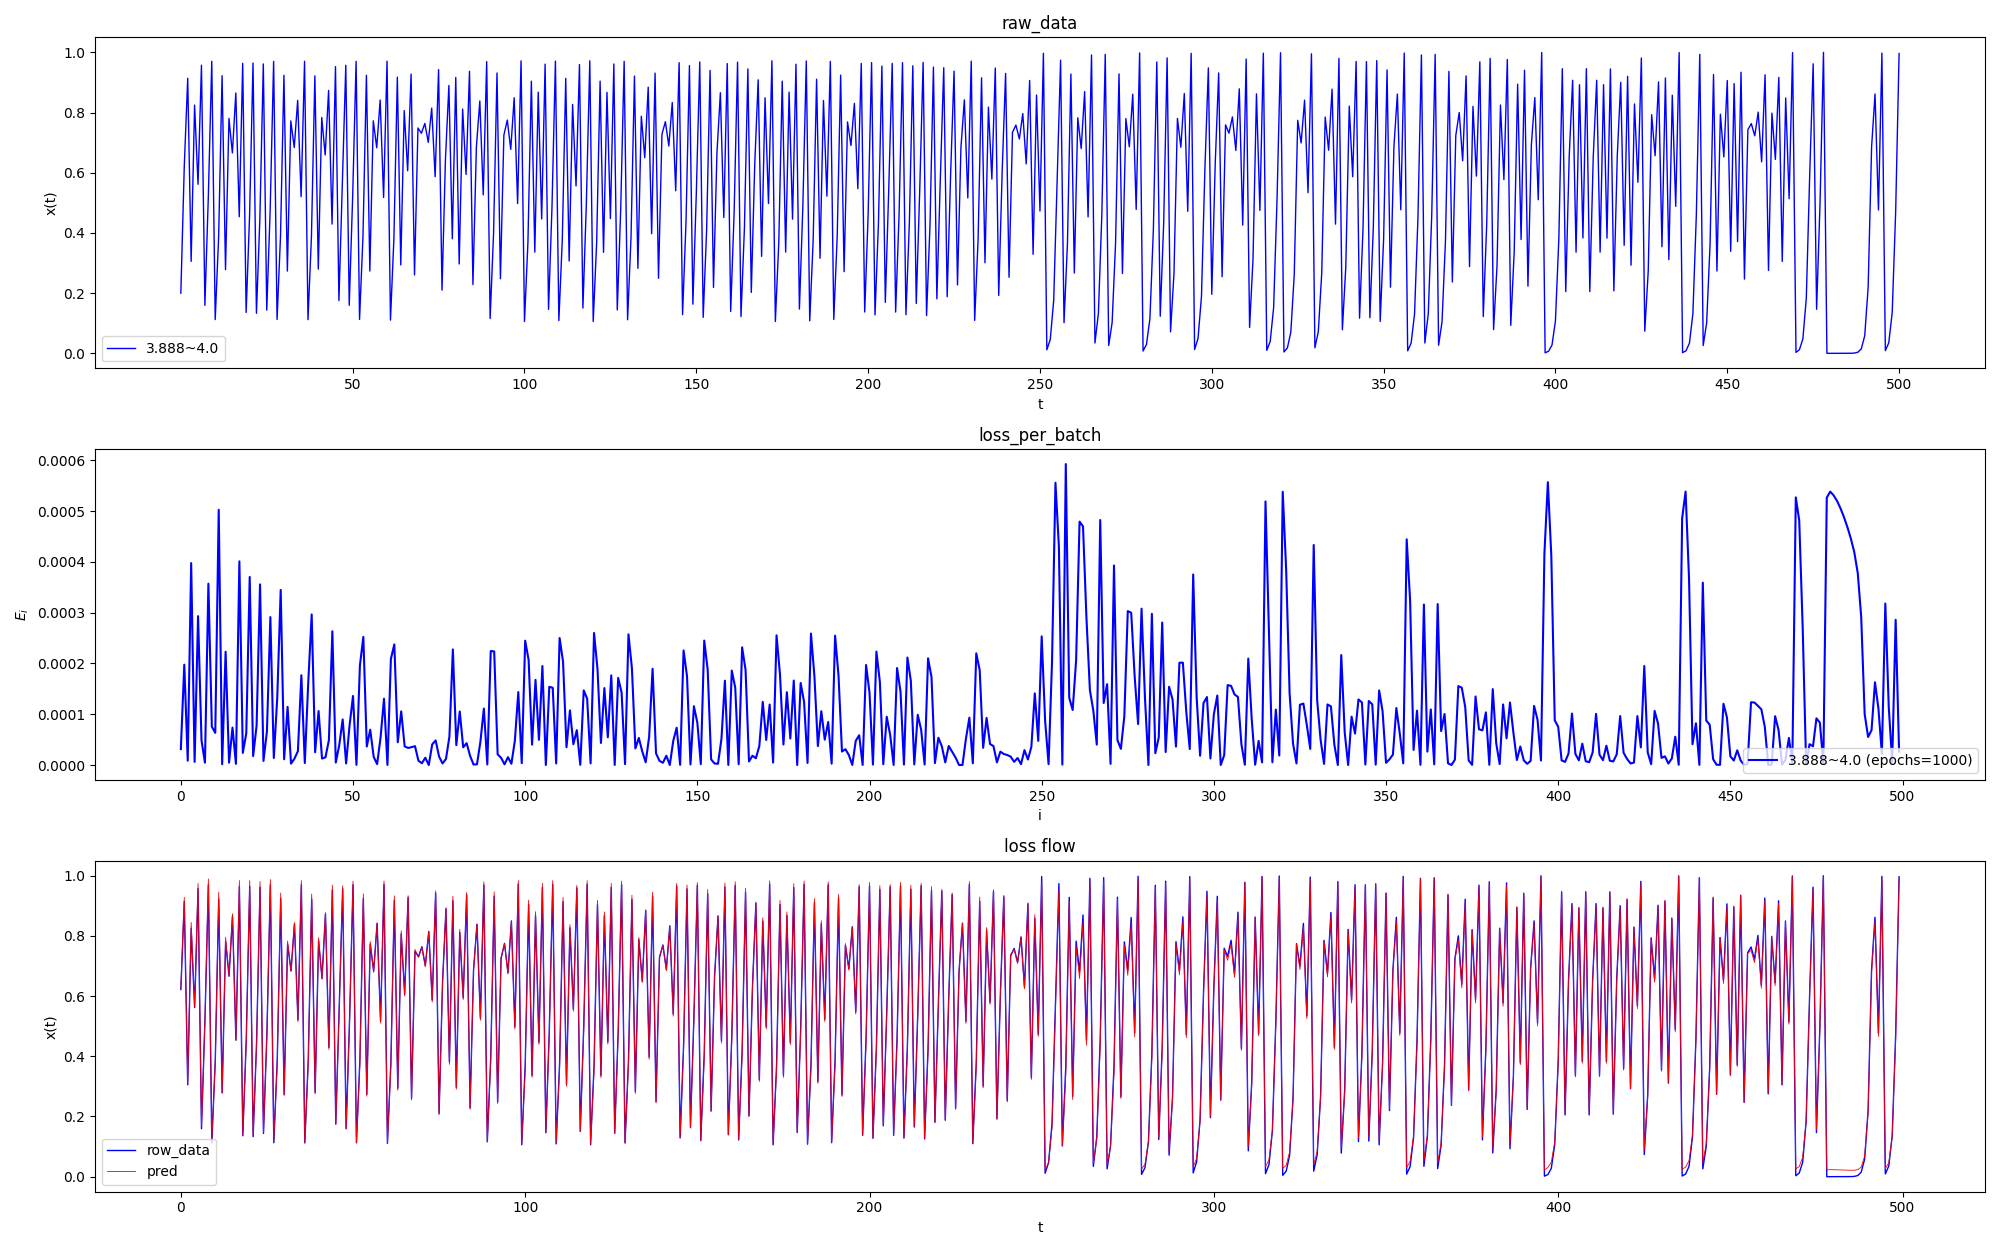 raw_data
1.0
0.8
0.6
0.4
0.2
0.0
x(t)
3.888~4.0
50 100 150 200 250 300 350 400 450 500
t
loss_per_batch
0.0006
0.0005
0.0004
0.0003
0.0002
0.0001
0.0000
E_i
3.888~4.0 (epochs=1000)
0 50 100 150 200 250 300 350 400 450 500
i
loss flow
1.0
0.8
0.6
0.4
0.2
0.0
x(t)
row_data
pred
0 100 200 300 400 500
t